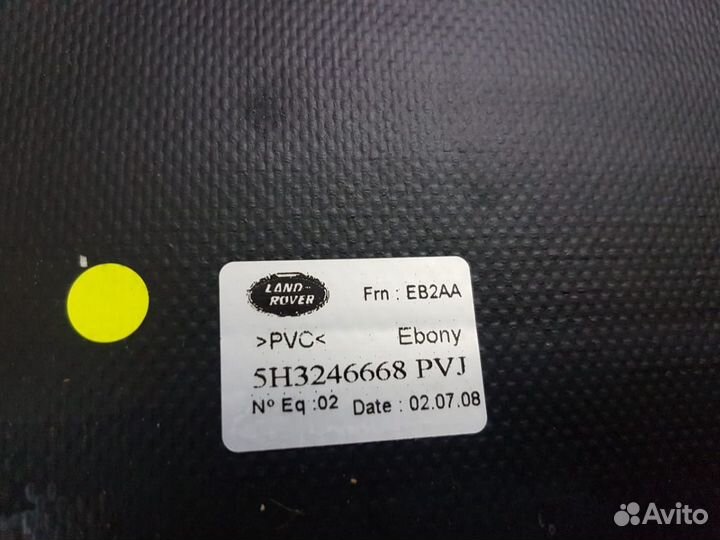 LAND-
ROVER
Frn : EB2AA
>PVC< Ebony
5H3246668 PVJ
Nº Eq :02 Date : 02.07.08
Avito